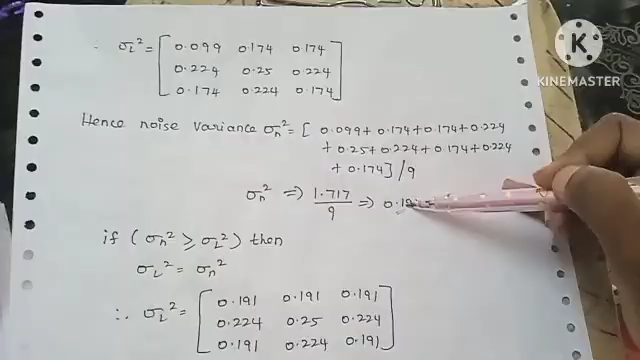 ∴ σL² = [ 0.099 0.174 0.174
0.224 0.25 0.224
0.174 0.224 0.174 ]
KINEMASTER
Hence noise variance σn² = [ 0.099 + 0.174 + 0.174 + 0.224
+ 0.25 + 0.224 + 0.174 + 0.224
+ 0.174 ] / 9
σn² ⇒ 1.717 / 9 ⇒
if (σn² ≥ σL²) then
σL² = σn²
∴ σL² = [ 0.191 0.191 0.191
0.224 0.25 0.224
0.191 0.224 0.191 ]